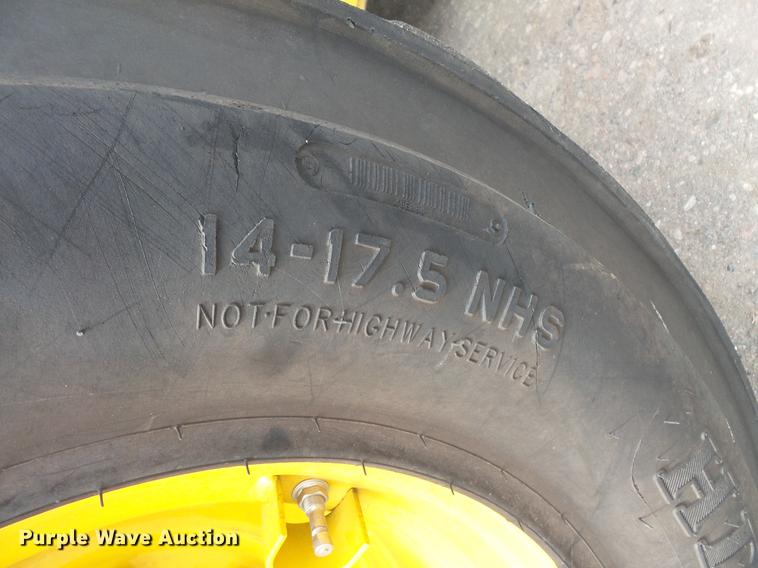 14-17.5 NHS
NOT-FOR-HIGHWAY-SERVICE
Purple Wave Auction